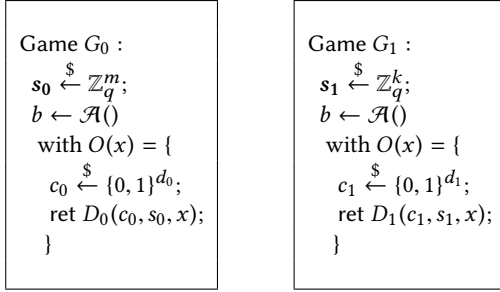 Game G₀ :
s₀ $← ℤ_q^m;
b ← 𝒜()
with O(x) = {
c₀ $← {0, 1}^{d₀};
ret D₀(c₀, s₀, x);
}
Game G₁ :
s₁ $← ℤ_q^k;
b ← 𝒜()
with O(x) = {
c₁ $← {0, 1}^{d₁};
ret D₁(c₁, s₁, x);
}